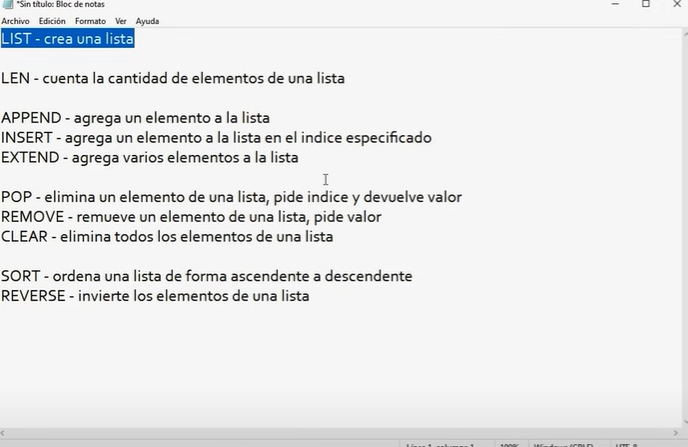 *Sin título: Bloc de notas
Archivo Edición Formato Ver Ayuda
LIST - crea una lista
LEN - cuenta la cantidad de elementos de una lista
APPEND - agrega un elemento a la lista
INSERT - agrega un elemento a la lista en el indice especificado
EXTEND - agrega varios elementos a la lista
POP - elimina un elemento de una lista, pide indice y devuelve valor
REMOVE - remueve un elemento de una lista, pide valor
CLEAR - elimina todos los elementos de una lista
SORT - ordena una lista de forma ascendente a descendente
REVERSE - invierte los elementos de una lista